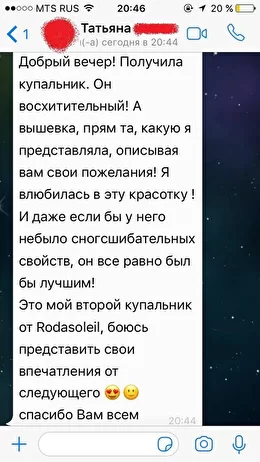 MTS RUS 20:46 20 %
1 Татьяна
(-а) сегодня в 20:44
Добрый вечер! Получила
купальник. Он
восхитительный! А
вышевка, прям та, какую я
представляла, описывая
вам свои пожелания! Я
влюбилась в эту красотку !
И даже если бы у него
небыло сногсшибательных
свойств, он все равно был
бы лучшим!
Это мой второй купальник
от Rodasoleil, боюсь
представить свои
впечатления от
следующего 😍🙂
спасибо Вам всем
20:44